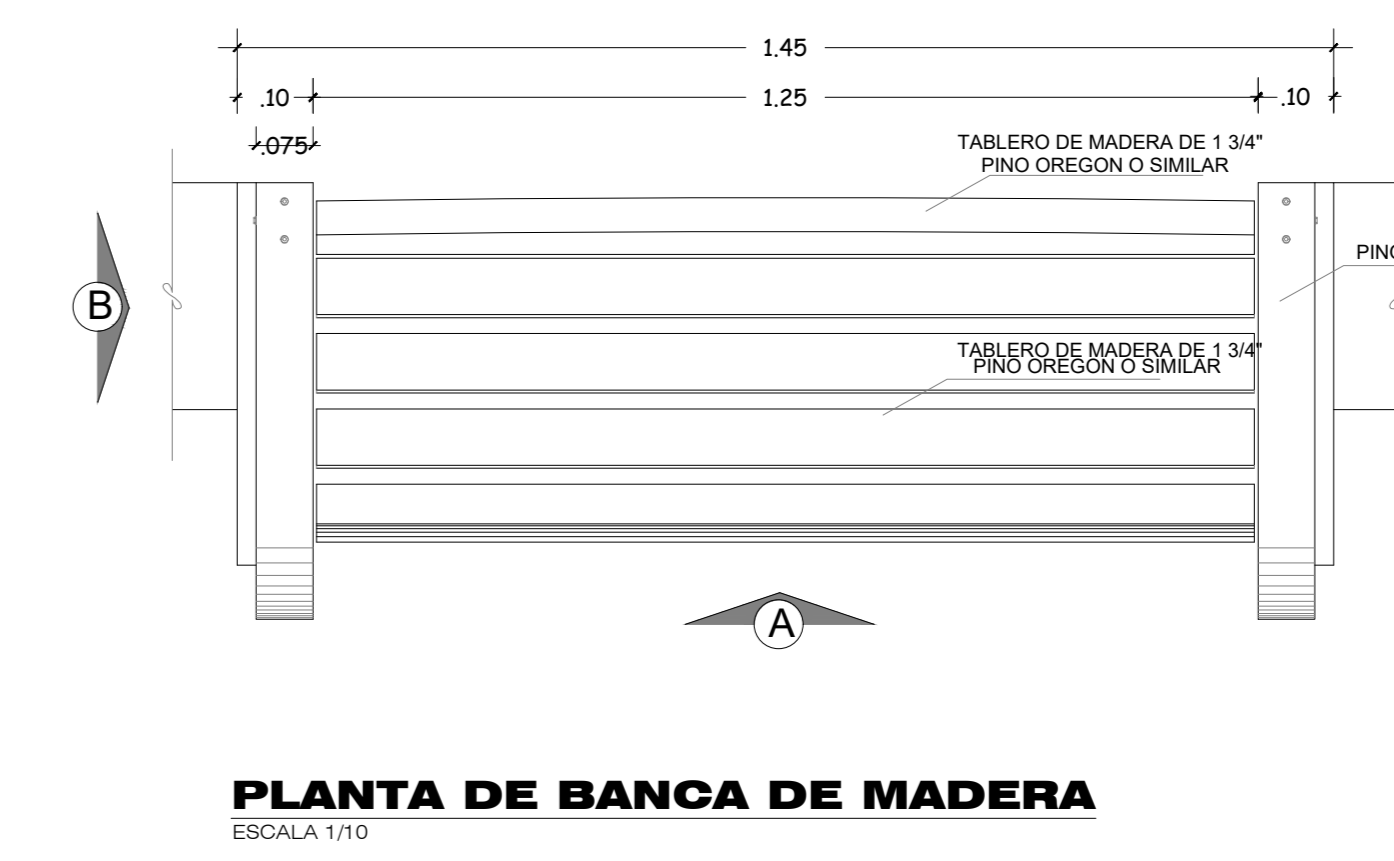 1.45
.10
1.25
.10
.075
TABLERO DE MADERA DE 1 3/4"
PINO OREGON O SIMILAR
B
TABLERO DE MADERA DE 1 3/4"
PINO OREGON O SIMILAR
A
PLANTA DE BANCA DE MADERA
ESCALA 1/10